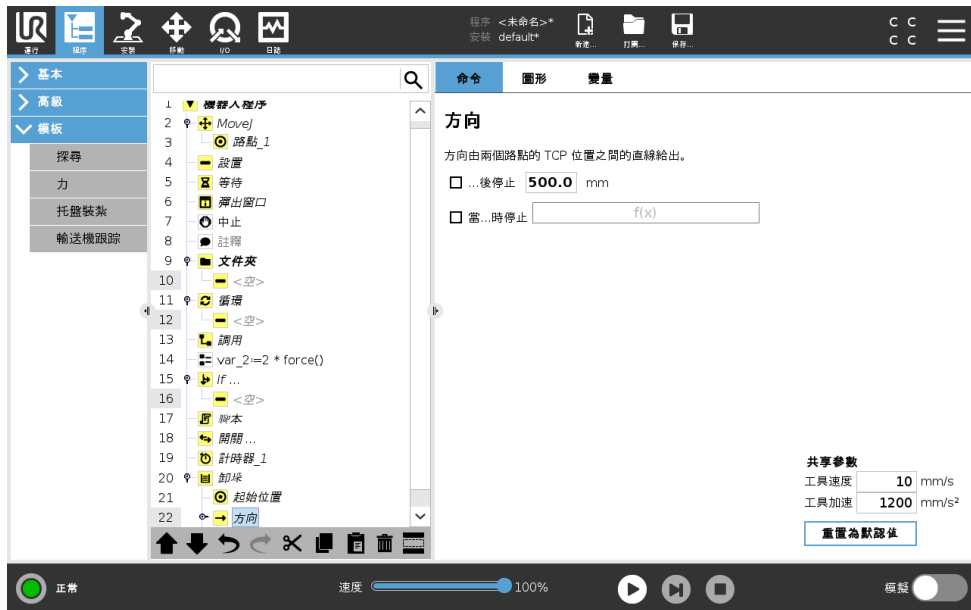 UR
運行
程序
安裝
移動
I/O
日誌
程序 <未命名>*
安裝 default*
新建...
打開...
保存...
C C
C C
基本
高級
模板
探尋
力
托盤裝紮
輸送機跟踪
1 機器人程序
2 MoveJ
3 路點_1
4 設置
5 等待
6 彈出窗口
7 中止
8 註釋
9 文件夾
10 <空>
11 循環
12 <空>
13 調用
14 var_2≔2 * force()
15 If ...
16 <空>
17 腳本
18 開關 ...
19 計時器_1
20 卸垛
21 起始位置
22 方向
命令 圖形 變量
方向
方向由兩個路點的 TCP 位置之間的直線給出。
...後停止 500.0 mm
當...時停止 f(x)
共享參數
工具速度 10 mm/s
工具加速 1200 mm/s²
重置為默認值
正常
速度 100%
模擬